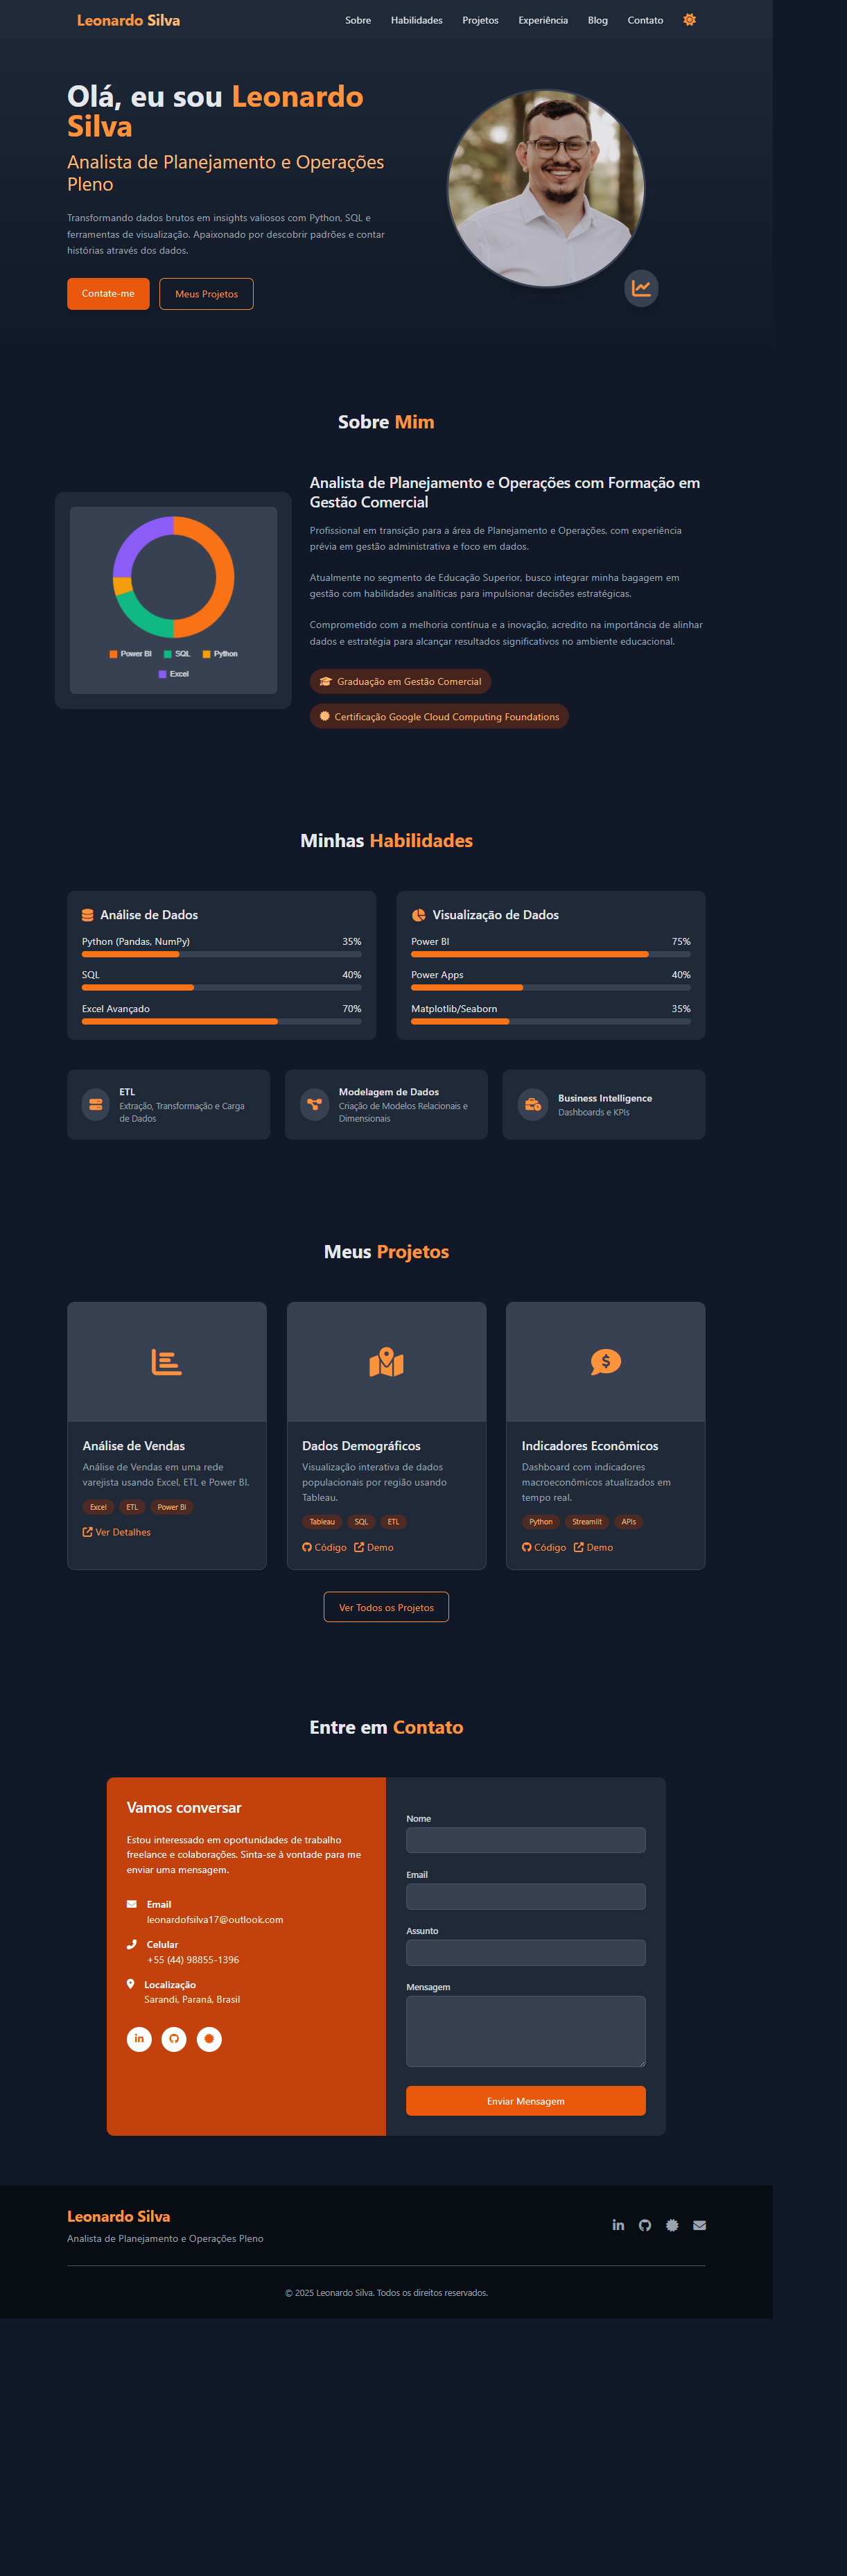 Leonardo Silva
Sobre
Habilidades
Projetos
Experiência
Blog
Contato
Olá, eu sou Leonardo
Silva
Analista de Planejamento e Operações
Pleno
Transformando dados brutos em insights valiosos com Python, SQL e
ferramentas de visualização. Apaixonado por descobrir padrões e contar
histórias através dos dados.
Contate-me
Meus Projetos
Sobre Mim
Power BI
SQL
Python
Excel
Analista de Planejamento e Operações com Formação em
Gestão Comercial
Profissional em transição para a área de Planejamento e Operações, com experiência
prévia em gestão administrativa e foco em dados.
Atualmente no segmento de Educação Superior, busco integrar minha bagagem em
gestão com habilidades analíticas para impulsionar decisões estratégicas.
Comprometido com a melhoria contínua e a inovação, acredito na importância de alinhar
dados e estratégia para alcançar resultados significativos no ambiente educacional.
Graduação em Gestão Comercial
Certificação Google Cloud Computing Foundations
Minhas Habilidades
Análise de Dados
Python (Pandas, NumPy) 35%
SQL 40%
Excel Avançado 70%
Visualização de Dados
Power BI 75%
Power Apps 40%
Matplotlib/Seaborn 35%
ETL
Extração, Transformação e Carga
de Dados
Modelagem de Dados
Criação de Modelos Relacionais e
Dimensionais
Business Intelligence
Dashboards e KPIs
Meus Projetos
Análise de Vendas
Análise de Vendas em uma rede
varejista usando Excel, ETL e Power BI.
Excel
ETL
Power BI
Ver Detalhes
Dados Demográficos
Visualização interativa de dados
populacionais por região usando
Tableau.
Tableau
SQL
ETL
Código
Demo
Indicadores Econômicos
Dashboard com indicadores
macroeconômicos atualizados em
tempo real.
Python
Streamlit
APIs
Código
Demo
Ver Todos os Projetos
Entre em Contato
Vamos conversar
Estou interessado em oportunidades de trabalho
freelance e colaborações. Sinta-se à vontade para me
enviar uma mensagem.
Email
leonardofsilva17@outlook.com
Celular
+55 (44) 98855-1396
Localização
Sarandi, Paraná, Brasil
Nome
Email
Assunto
Mensagem
Enviar Mensagem
Leonardo Silva
Analista de Planejamento e Operações Pleno
© 2025 Leonardo Silva. Todos os direitos reservados.